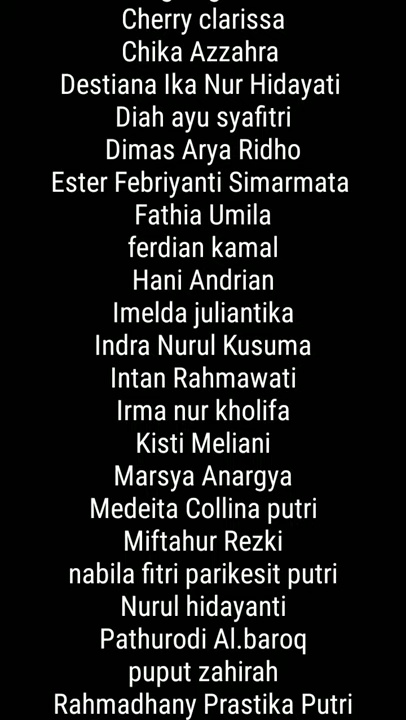 Cherry clarissa
Chika Azzahra
Destiana Ika Nur Hidayati
Diah ayu syafitri
Dimas Arya Ridho
Ester Febriyanti Simarmata
Fathia Umila
ferdian kamal
Hani Andrian
Imelda juliantika
Indra Nurul Kusuma
Intan Rahmawati
Irma nur kholifa
Kisti Meliani
Marsya Anargya
Medeita Collina putri
Miftahur Rezki
nabila fitri parikesit putri
Nurul hidayanti
Pathurodi Al.baroq
puput zahirah
Rahmadhany Prastika Putri